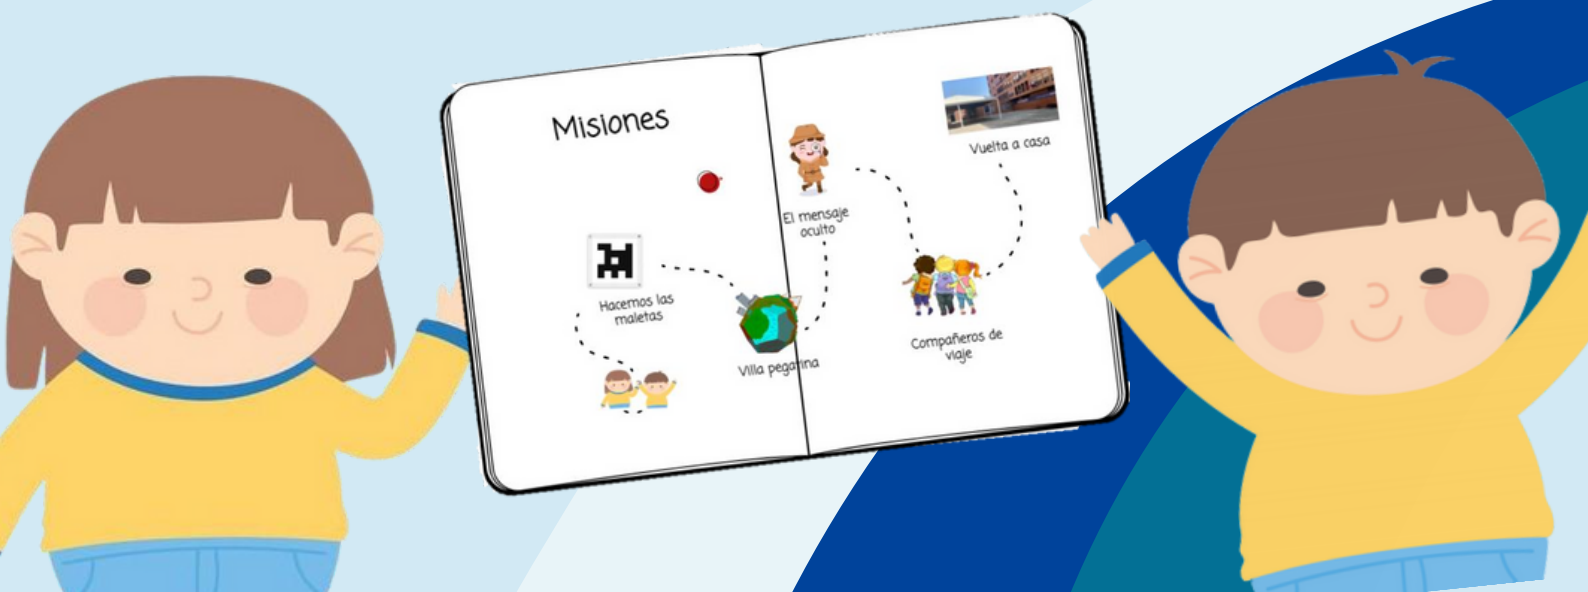 Misiones
Hacemos las
maletas
Villa pegatina
El mensaje
oculto
Compañeros de
viaje
Vuelta a casa